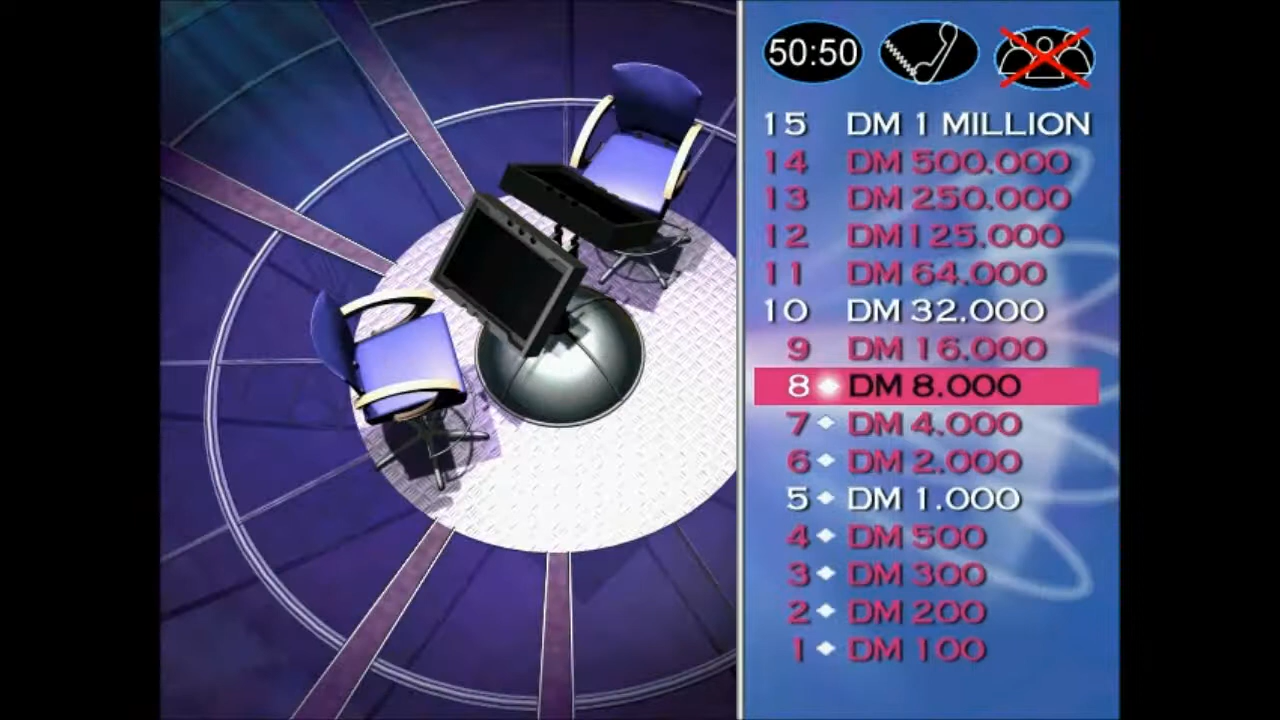 50:50
15 DM 1 MILLION
14 DM 500.000
13 DM 250.000
12 DM 125.000
11 DM 64.000
10 DM 32.000
9 DM 16.000
8 DM 8.000
7 DM 4.000
6 DM 2.000
5 DM 1.000
4 DM 500
3 DM 300
2 DM 200
1 DM 100